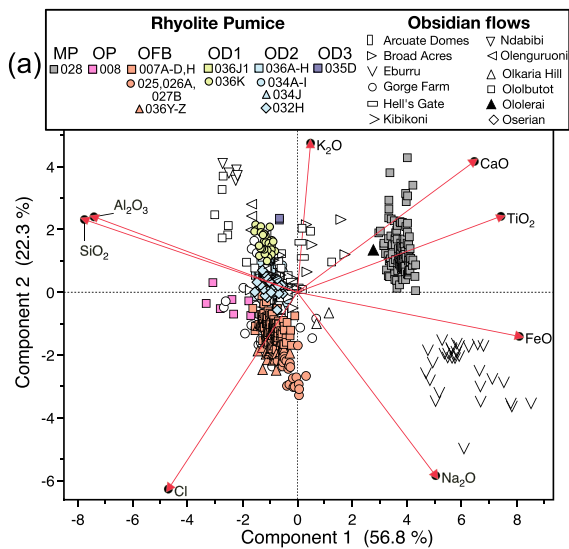 (a)
Rhyolite Pumice
MP OP OFB OD1 OD2 OD3
028 008 007A-D,H 036J1 036A-H 035D
025,026A, 036K 034A-I
027B 034J
036Y-Z 032H
Obsidian flows
Arcuate Domes Ndabibi
Broad Acres Olenguruoni
Eburru Olkaria Hill
Gorge Farm Ololbutot
Hell's Gate Ololerai
Kibikoni Oserian
K2O
CaO
Al2O3
TiO2
SiO2
FeO
Na2O
Cl
Component 2 (22.3 %)
4
2
0
-2
-4
-6
-8 -6 -4 -2 0 2 4 6 8
Component 1 (56.8 %)